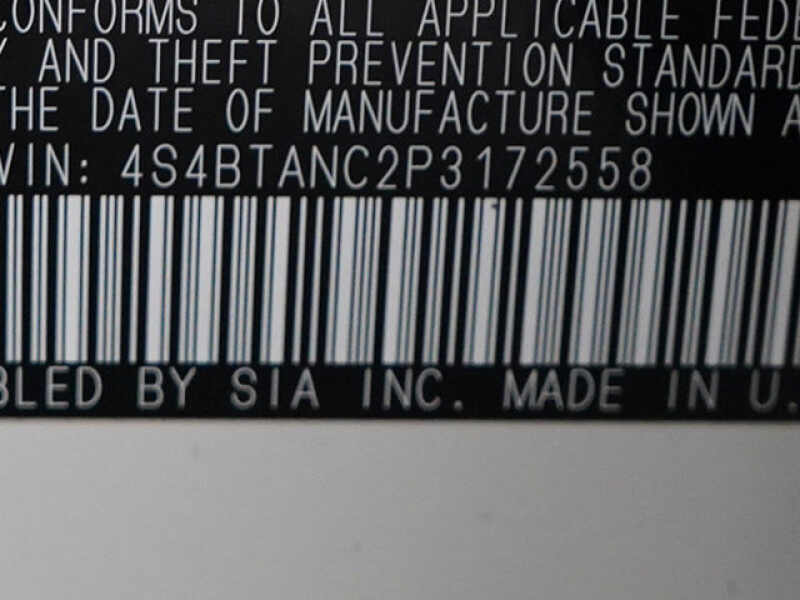 CONFORMS TO ALL APPLICABLE FEDE
Y AND THEFT PREVENTION STANDARD
THE DATE OF MANUFACTURE SHOWN A
VIN: 4S4BTANC2P3172558
BLED BY SIA INC. MADE IN U.